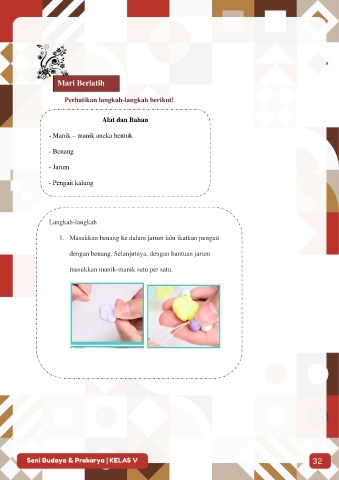 Mari Berlatih
Perhatikan langkah-langkah berikut!
Alat dan Bahan
- Manik – manik aneka bentuk
- Benang
- Jarum
- Pengait kalung
Langkah-langkah
1. Masukkan benang ke dalam jarum lalu ikatkan pengait
dengan benang. Selanjutnya, dengan bantuan jarum
masukkan manik-manik satu per satu.
Seni Budaya & Prakarya | KELAS V
32